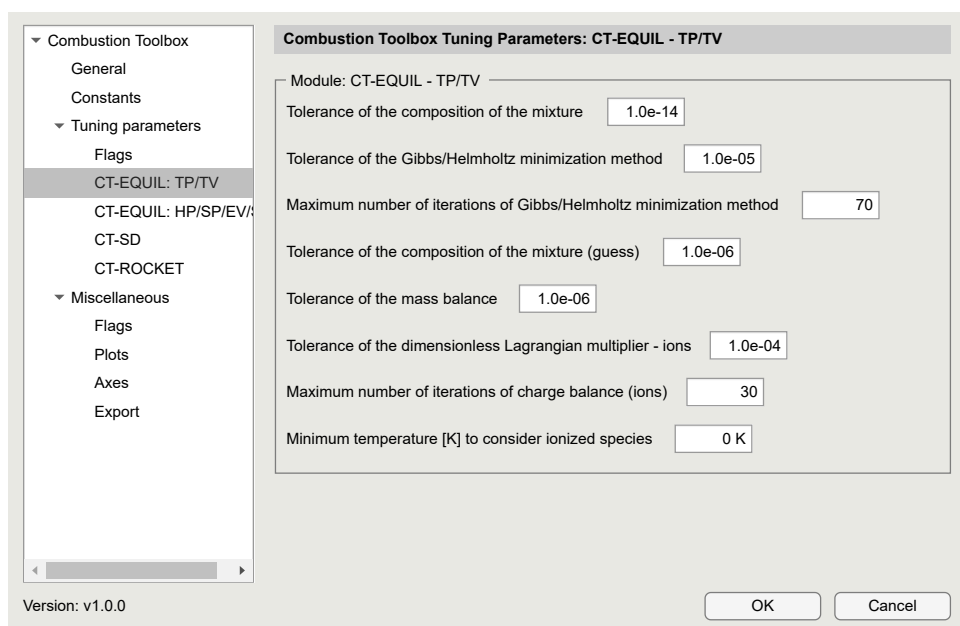 Combustion Toolbox
General
Constants
Tuning parameters
Flags
CT-EQUIL: TP/TV
CT-EQUIL: HP/SP/EV/
CT-SD
CT-ROCKET
Miscellaneous
Flags
Plots
Axes
Export
Version: v1.0.0
Combustion Toolbox Tuning Parameters: CT-EQUIL - TP/TV
Module: CT-EQUIL - TP/TV
Tolerance of the composition of the mixture 1.0e-14
Tolerance of the Gibbs/Helmholtz minimization method 1.0e-05
Maximum number of iterations of Gibbs/Helmholtz minimization method 70
Tolerance of the composition of the mixture (guess) 1.0e-06
Tolerance of the mass balance 1.0e-06
Tolerance of the dimensionless Lagrangian multiplier - ions 1.0e-04
Maximum number of iterations of charge balance (ions) 30
Minimum temperature [K] to consider ionized species 0 K
OK Cancel